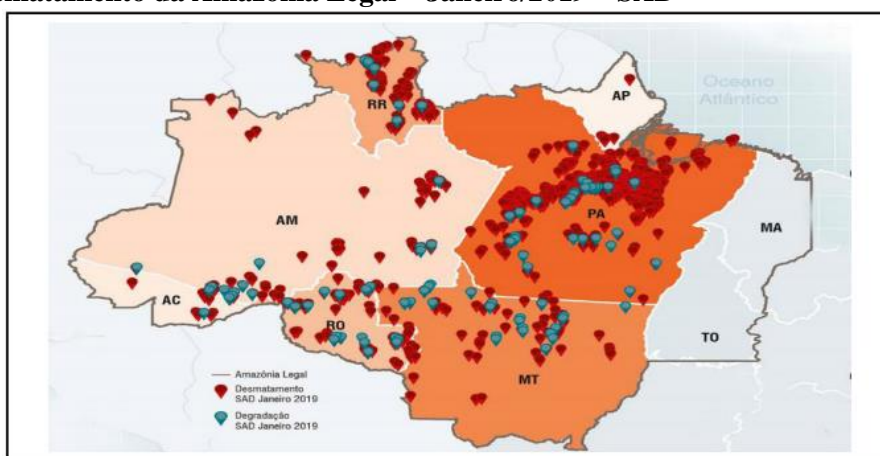 matamento da Amazônia Legal – Janeiro/2019 – SAD
Oceano
Atlântico
AP
RR
AM
PA
MA
AC
RO
TO
MT
Amazônia Legal
Desmatamento
SAD Janeiro 2019
Degradação
SAD Janeiro 2019